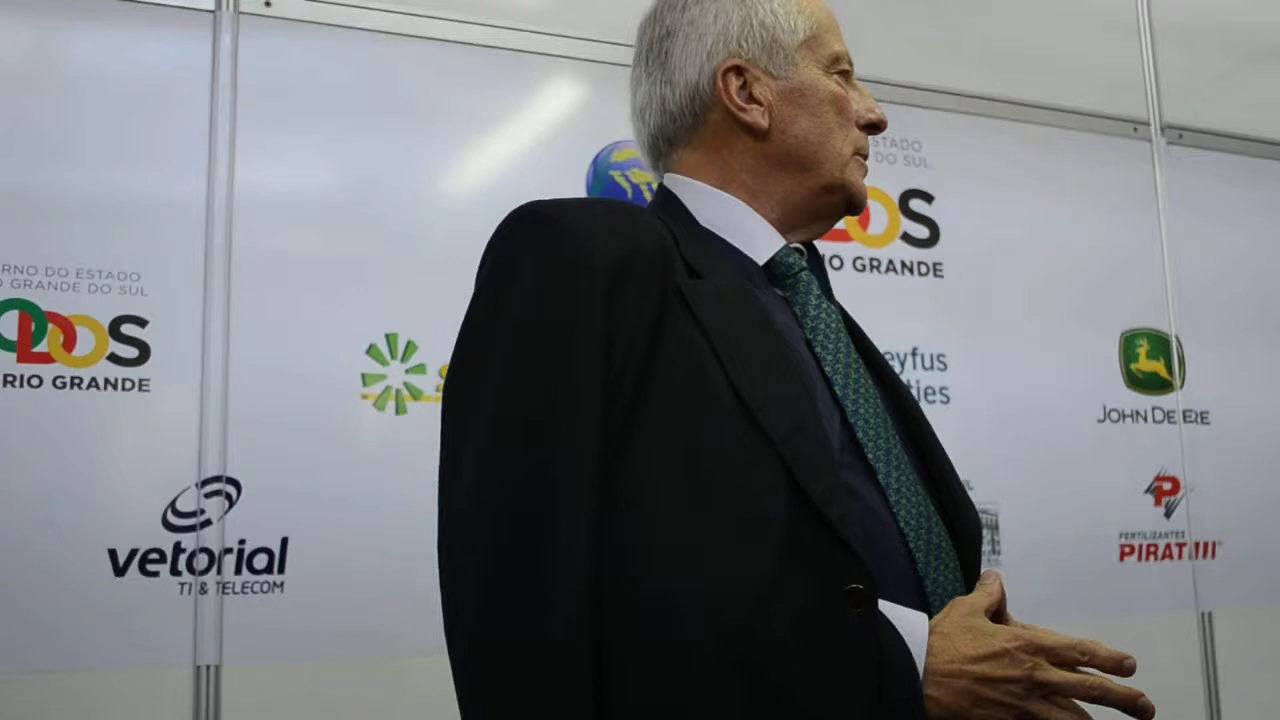 ESTADO
DO SUL
DOS
IO GRANDE
RNO DO ESTADO
O GRANDE DO SUL
ODOS
RIO GRANDE
eyfus
ties
JOHN DEERE
vetorial
TI & TELECOM
P
FERTILIZANTES
PIRATINI